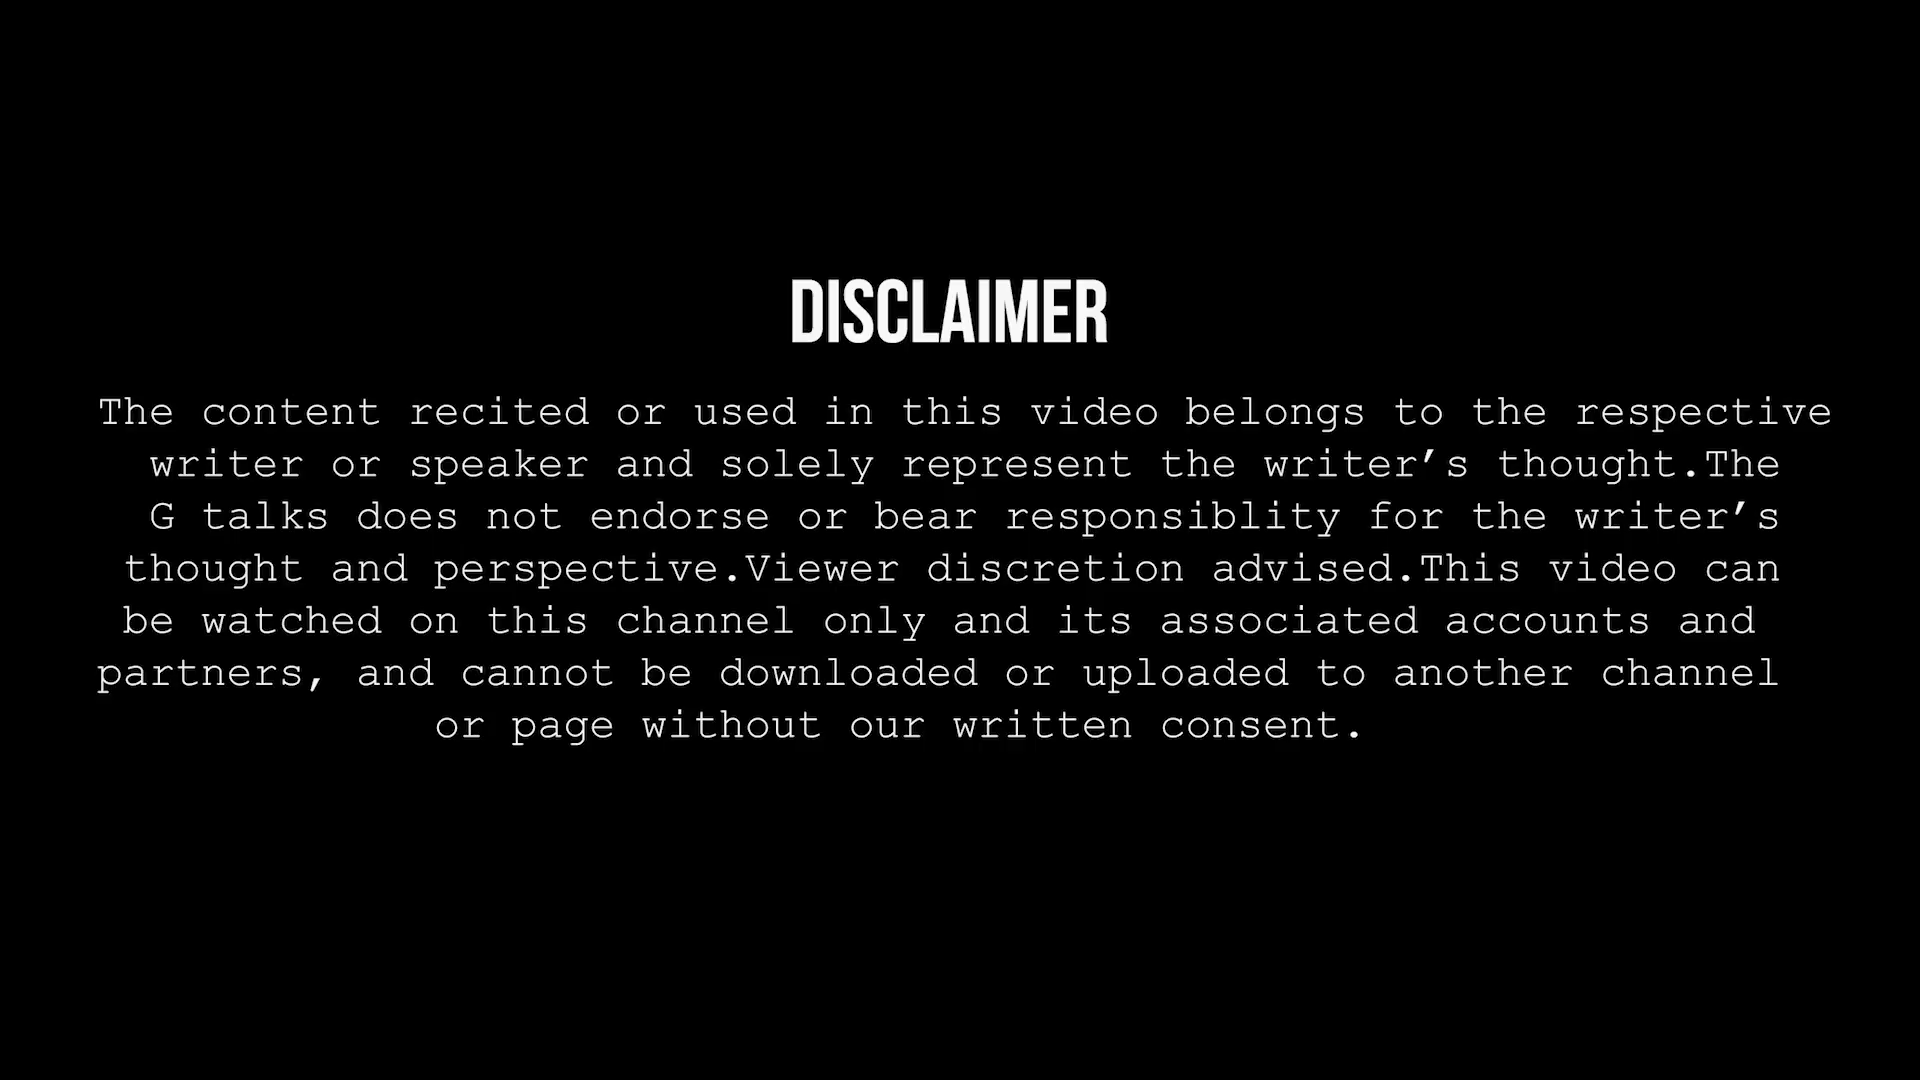 DISCLAIMER
The content recited or used in this video belongs to the respective
writer or speaker and solely represent the writer’s thought.The
G talks does not endorse or bear responsiblity for the writer’s
thought and perspective.Viewer discretion advised.This video can
be watched on this channel only and its associated accounts and
partners, and cannot be downloaded or uploaded to another channel
or page without our written consent.